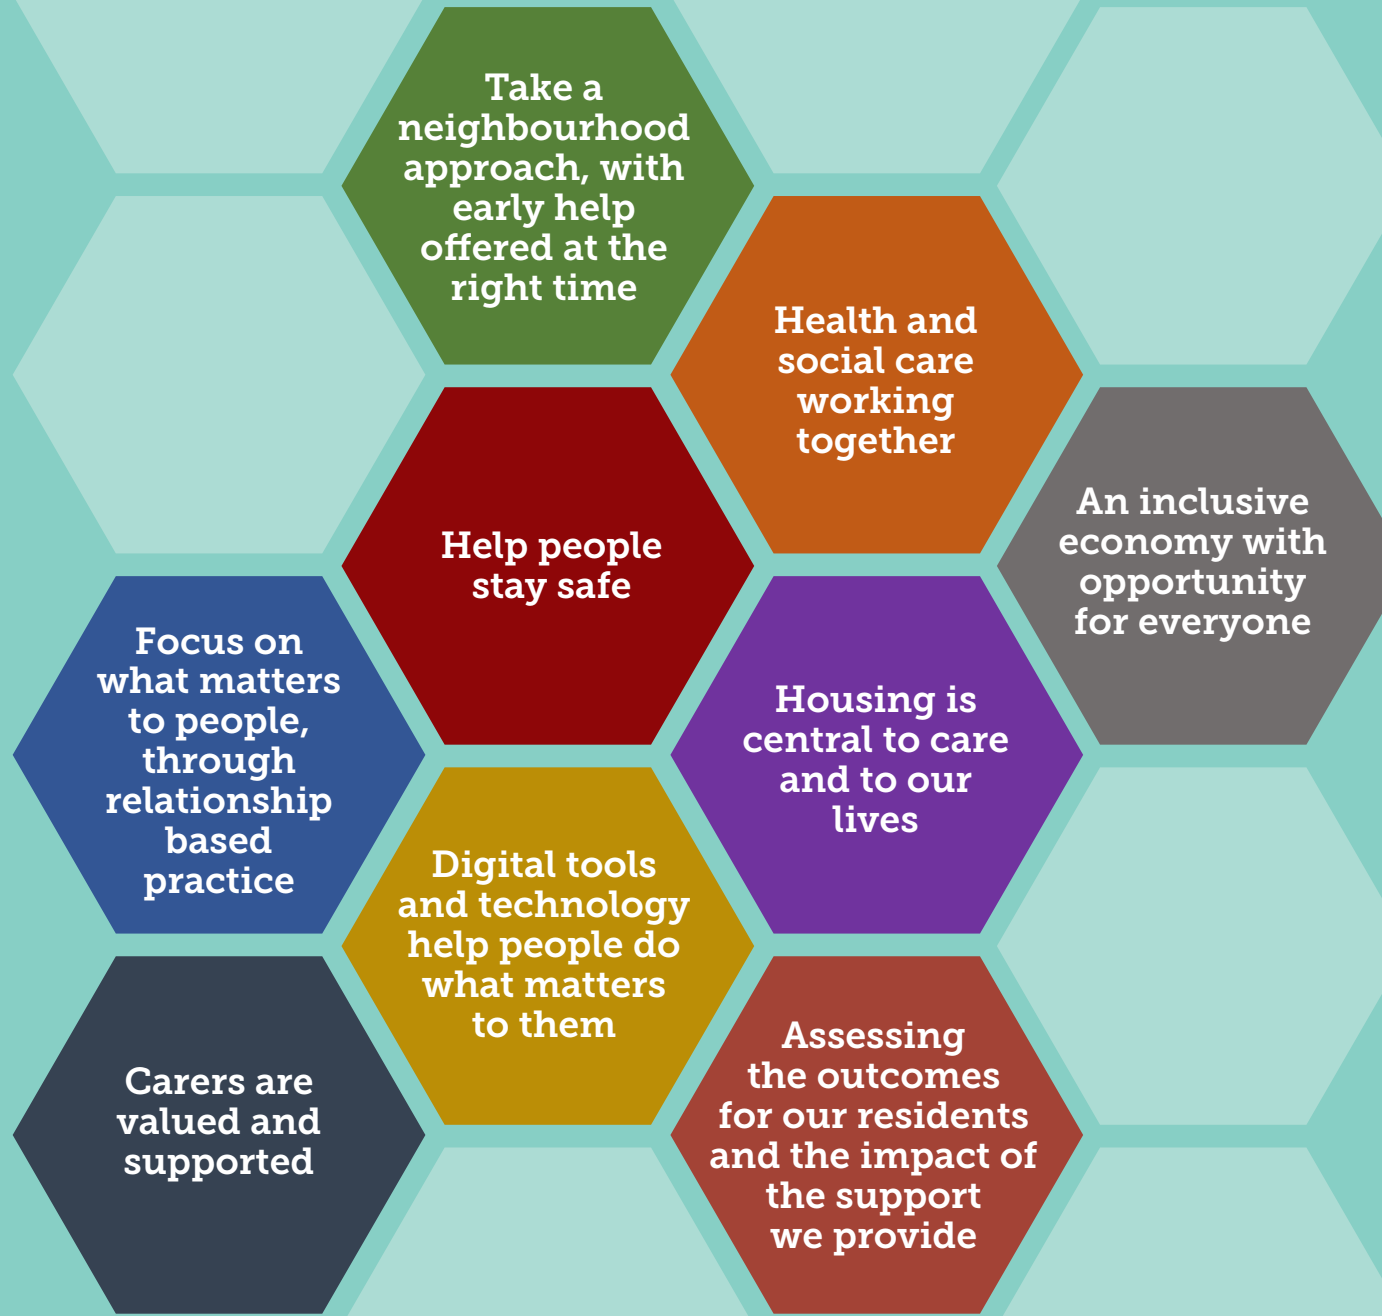 Take a
neighbourhood
approach, with
early help
offered at the
right time
Health and
social care
working
together
An inclusive
economy with
opportunity
for everyone
Help people
stay safe
Focus on
what matters
to people,
through
relationship
based
practice
Housing is
central to care
and to our
lives
Digital tools
and technology
help people do
what matters
to them
Carers are
valued and
supported
Assessing
the outcomes
for our residents
and the impact of
the support
we provide